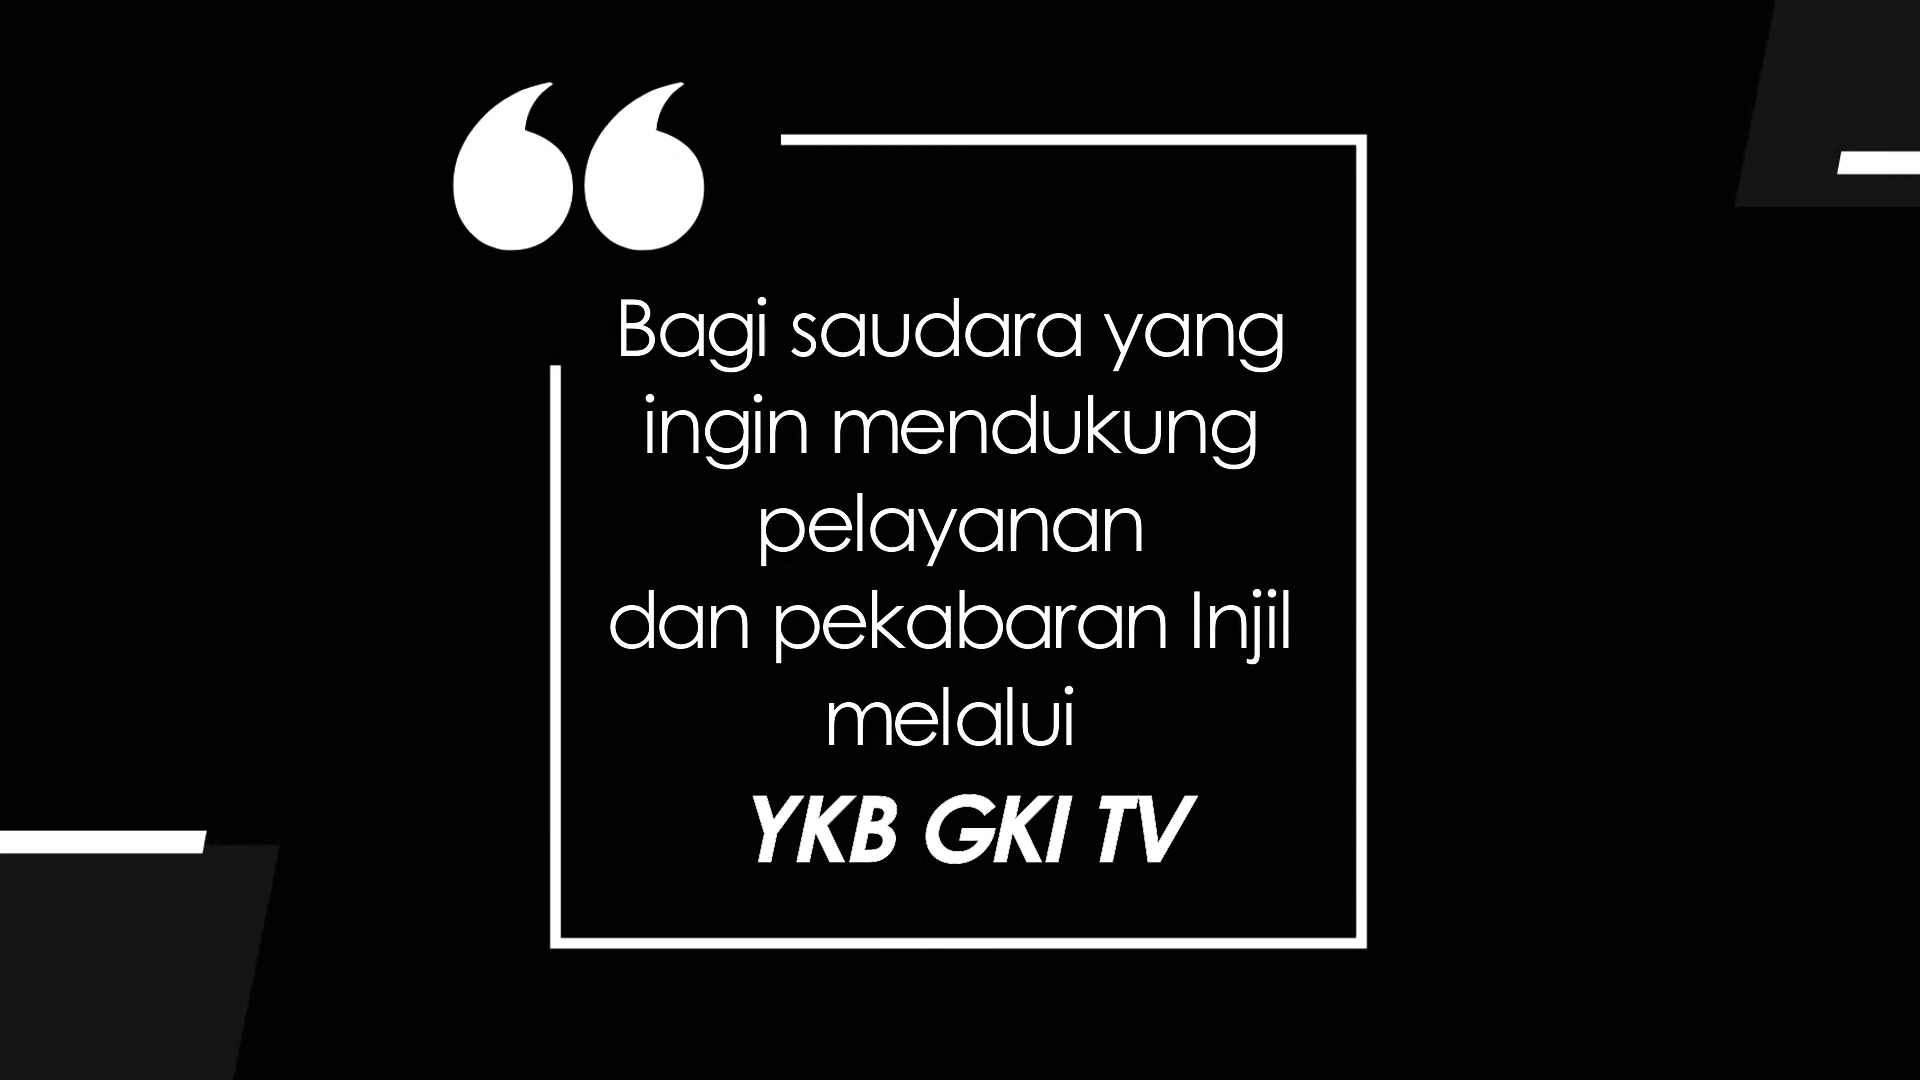 Bagi saudara yang
ingin mendukung
pelayanan
dan pekabaran Injil
melalui
YKB GKI TV